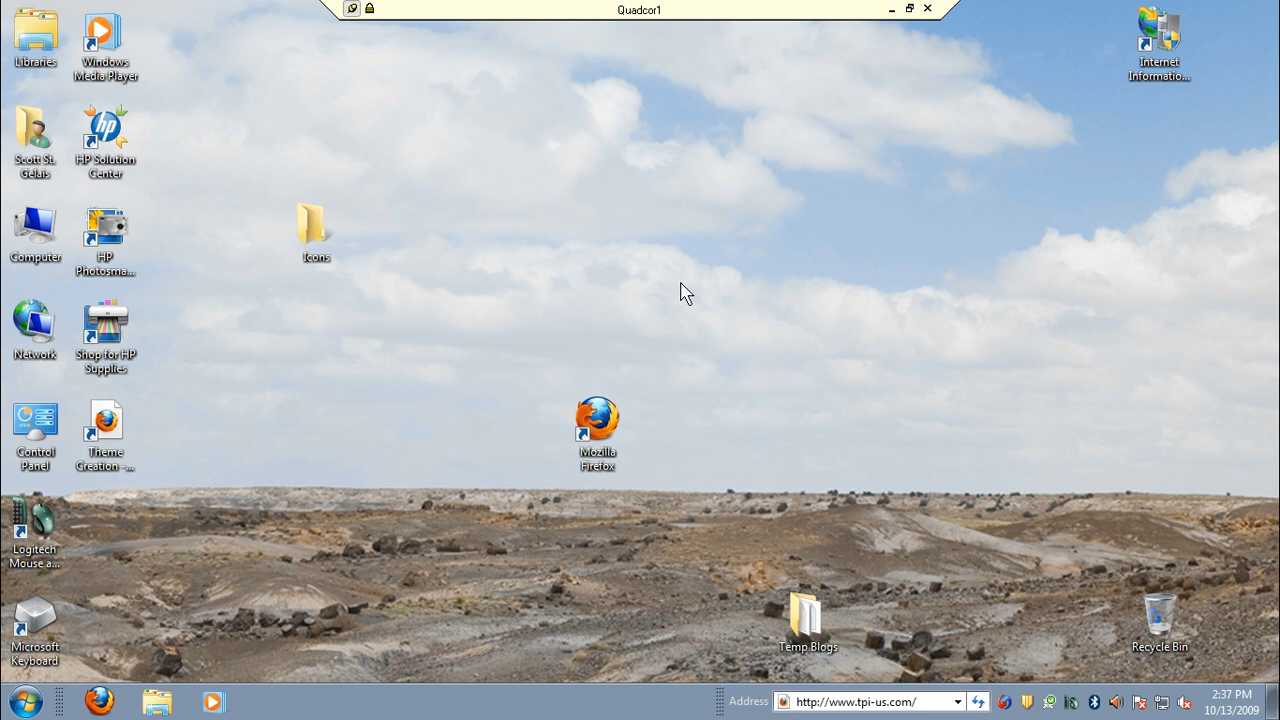 Quadcor1
Libraries
Windows
Media Player
Internet
Informatio...
Scott St.
Gelais
hp
HP Solution
Center
Computer
HP
Photosma...
Icons
Network
Shop for HP
Supplies
Control
Panel
Theme
Creation -...
Mozilla
Firefox
Logitech
Mouse a...
Microsoft
Keyboard
Temp Blogs
Recycle Bin
Address
http://www.tpi-us.com/
2:37 PM
10/13/2009